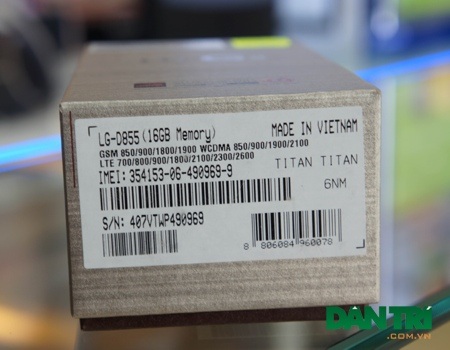 LG-D855 (16GB Memory) MADE IN VIETNAM
GSM 850/900/1800/1900 WCDMA 850/900/1900/2100
LTE 700/800/900/1800/2100/2300/2600
TITAN TITAN
IMEI: 354153-06-490969-9
6NM
S/N: 407VTWP490969
8 806084 960078
DÂN TRÍ
DANTRI.COM.VN